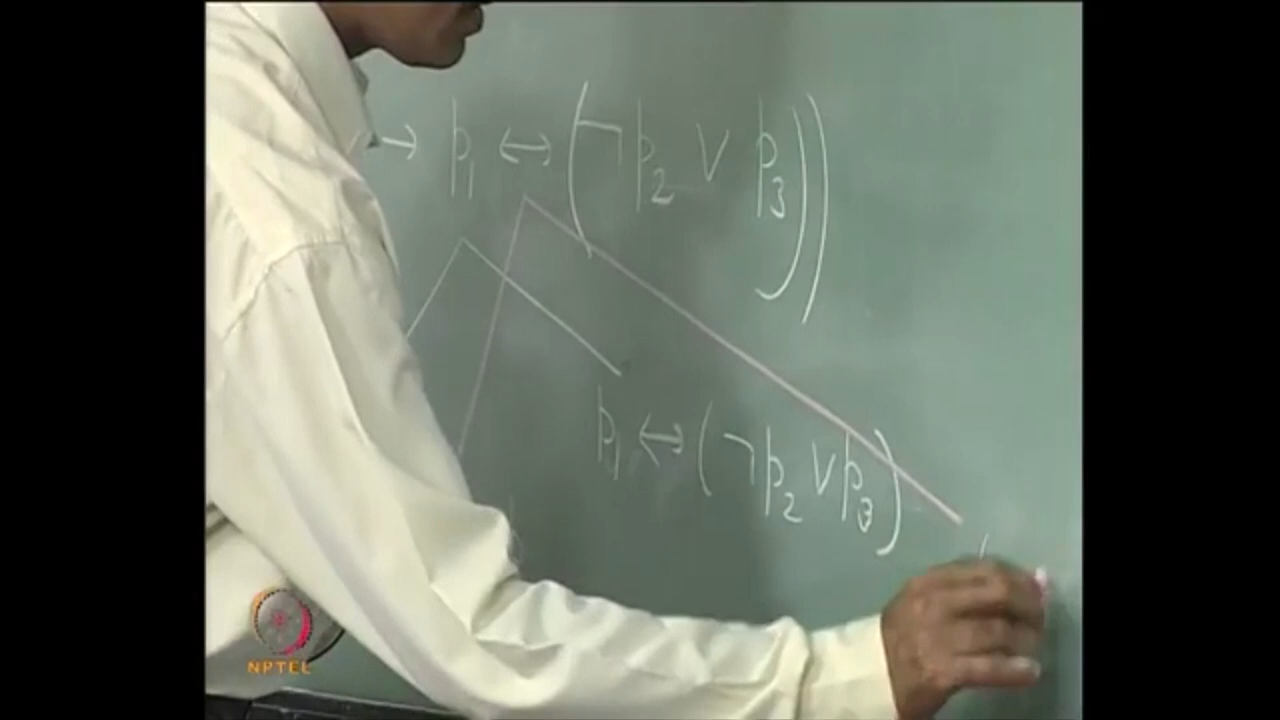 → p₁ ↔ (¬p₂ ∨ p₃))
p₁ ↔ (¬p₂ ∨ p₃)
(
NPTEL